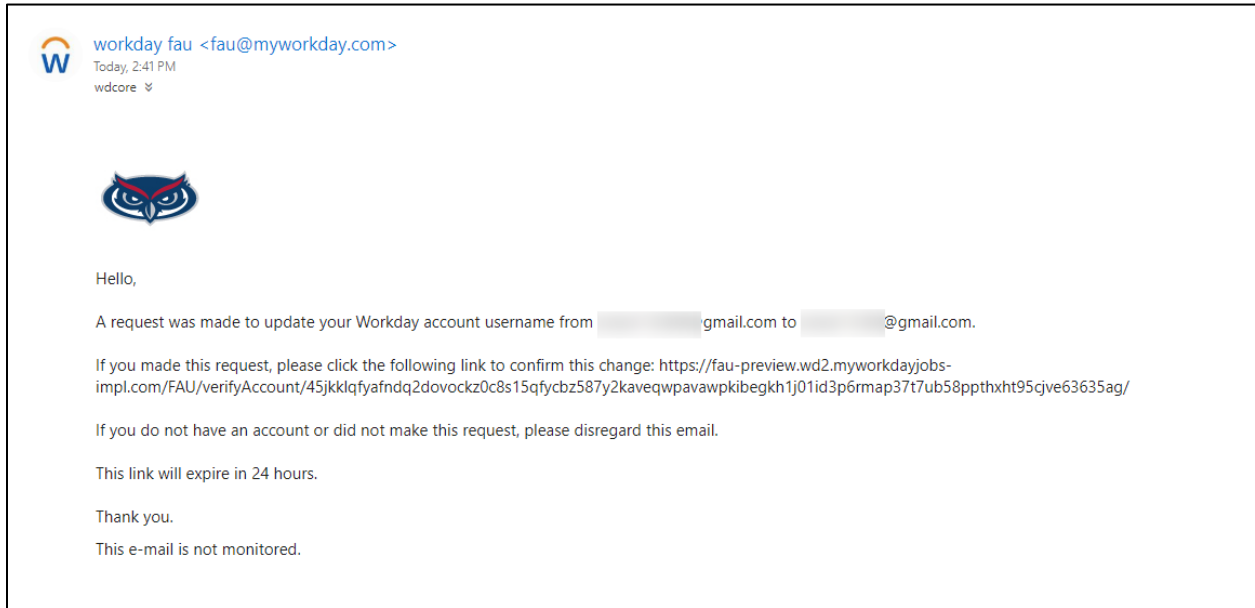 workday fau <fau@myworkday.com>
Today, 2:41 PM
wdcore
Hello,
A request was made to update your Workday account username from gmail.com to @gmail.com.
If you made this request, please click the following link to confirm this change: https://fau-preview.wd2.myworkdayjobs-
impl.com/FAU/verifyAccount/45jkklqfyafndq2dovockz0c8s15qfycbz587y2kaveqwpavawpkibegkh1j01id3p6rmap37t7ub58ppthxht95cjve63635ag/
If you do not have an account or did not make this request, please disregard this email.
This link will expire in 24 hours.
Thank you.
This e-mail is not monitored.